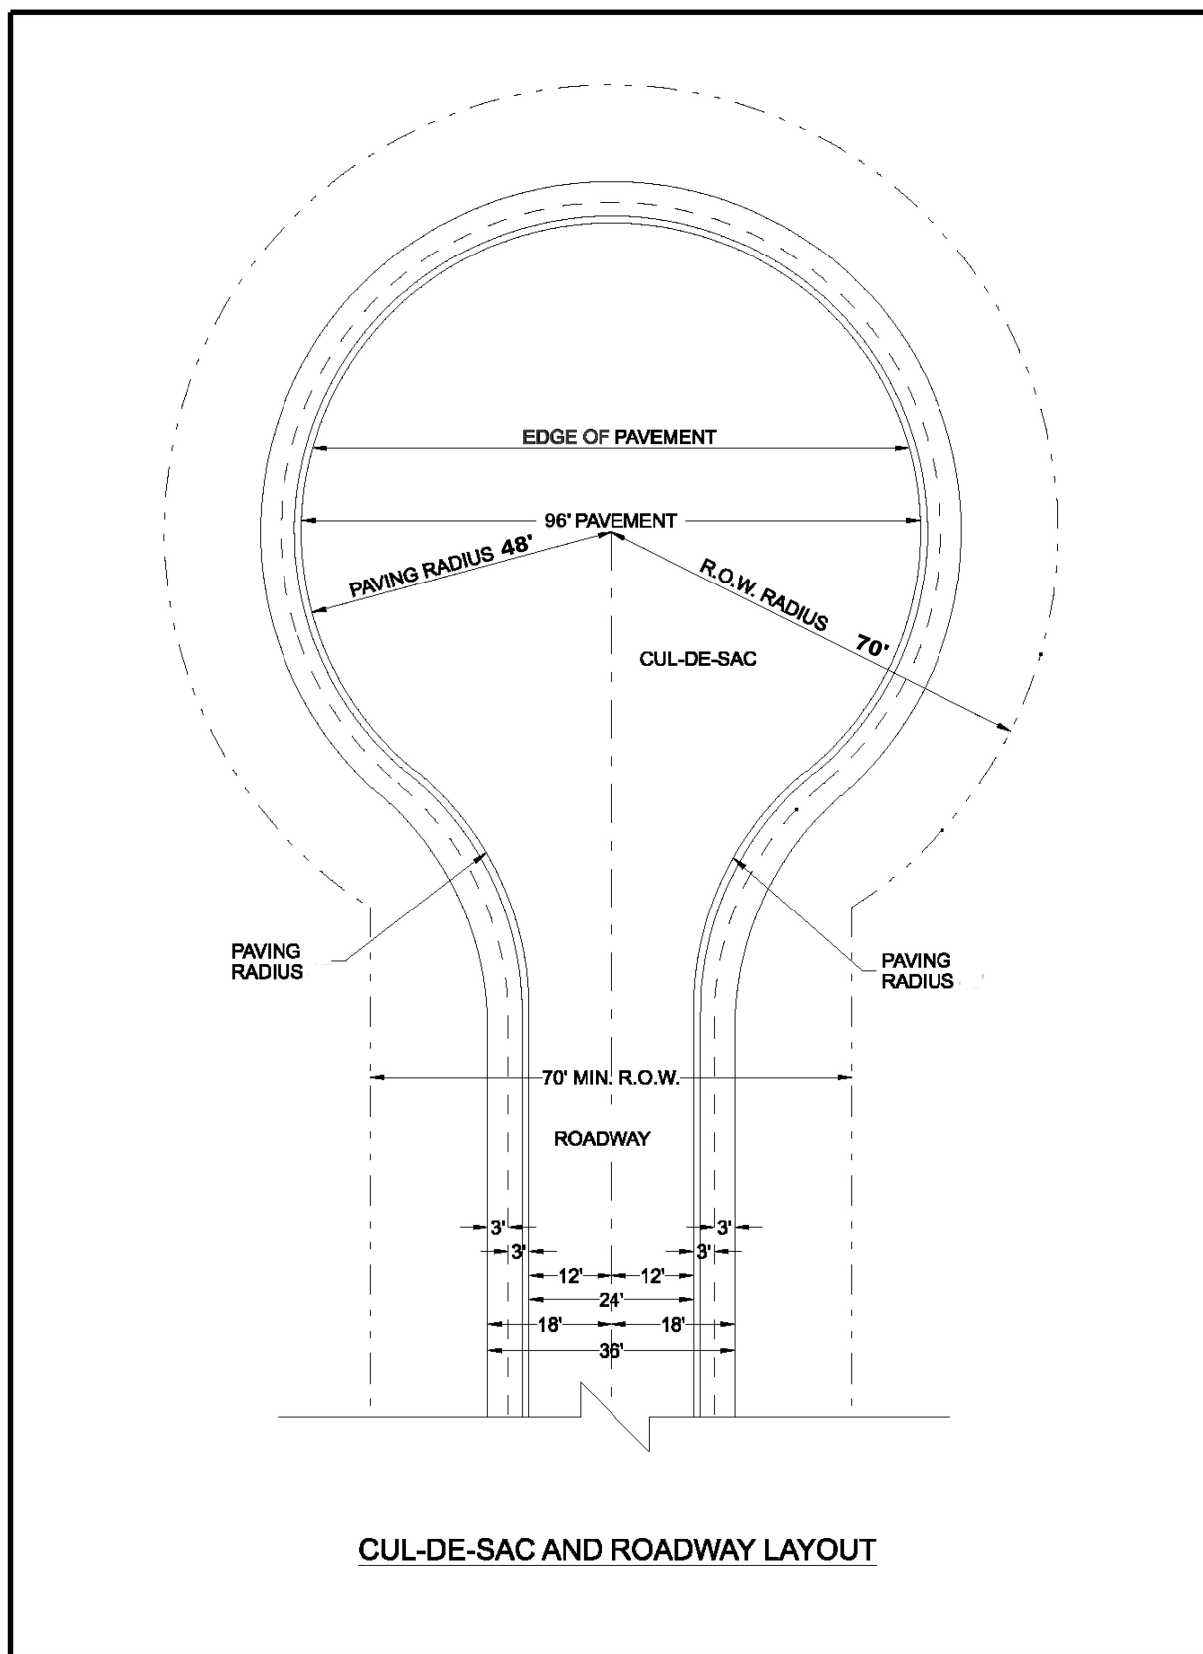 EDGE OF PAVEMENT
96' PAVEMENT
PAVING RADIUS 48'
R.O.W. RADIUS 70'
CUL-DE-SAC
PAVING
RADIUS
PAVING
RADIUS
70' MIN. R.O.W.
ROADWAY
3' 3'
3' 3'
12' 12'
24'
18' 18'
36'
CUL-DE-SAC AND ROADWAY LAYOUT